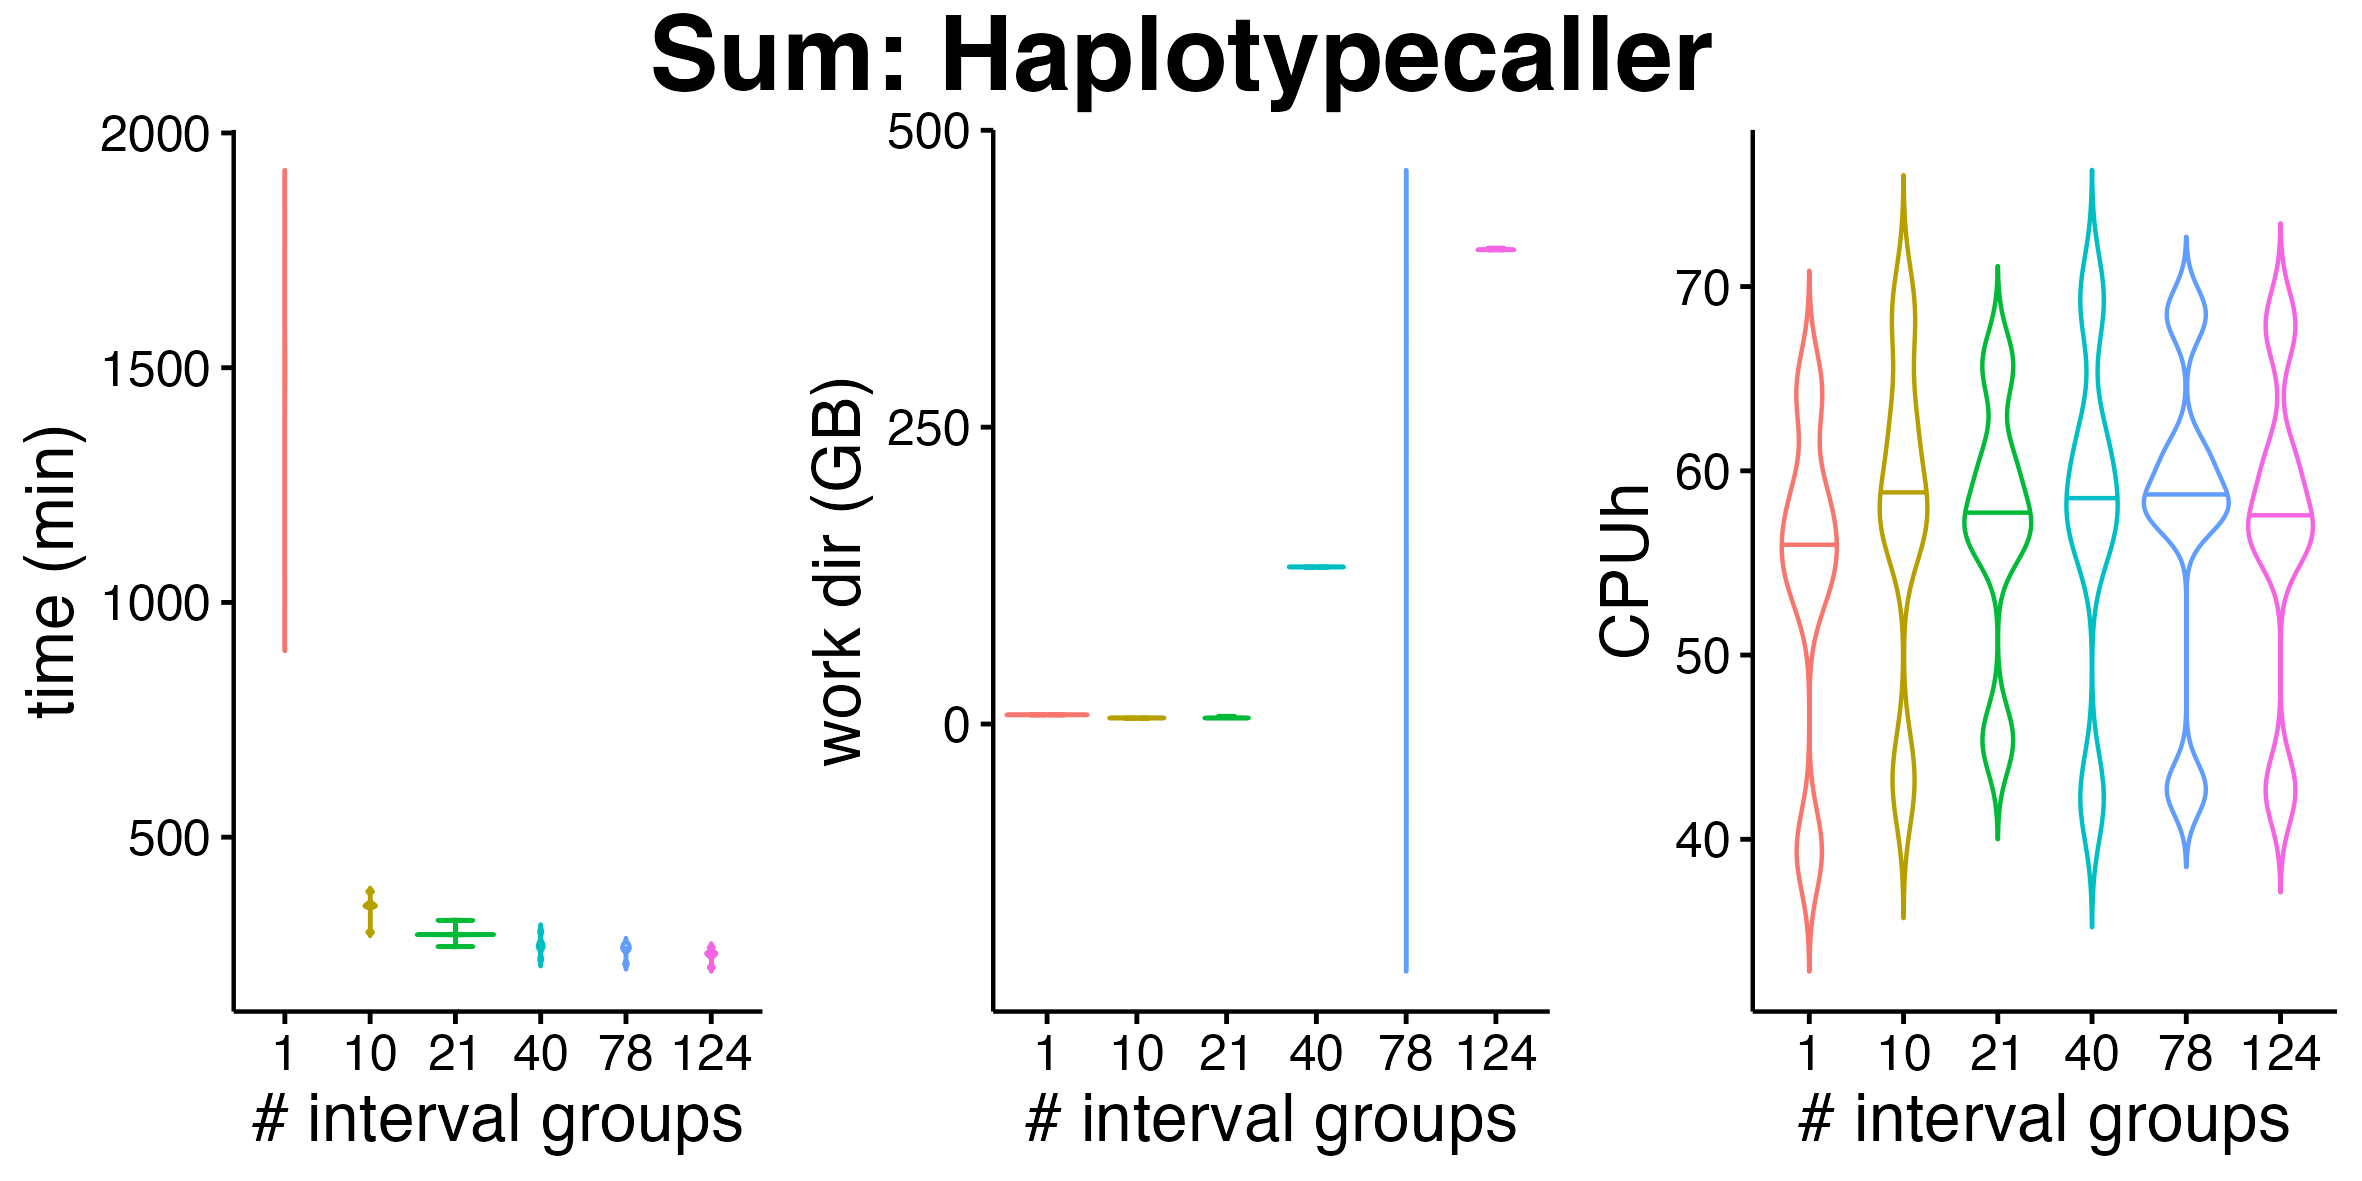 Sum: Haplotypecaller
time (min)
2000
1500
1000
500
1 10 21 40 78 124
# interval groups
work dir (GB)
500
250
0
1 10 21 40 78 124
# interval groups
CPUh
70
60
50
40
1 10 21 40 78 124
# interval groups